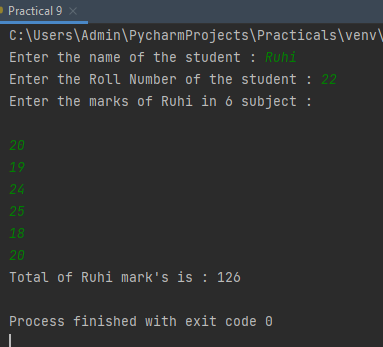 Practical 9 ×
C:\Users\Admin\PycharmProjects\Practicals\venv\
Enter the name of the student : Ruhi
Enter the Roll Number of the student : 22
Enter the marks of Ruhi in 6 subject :
20
19
24
25
18
20
Total of Ruhi mark's is : 126
Process finished with exit code 0